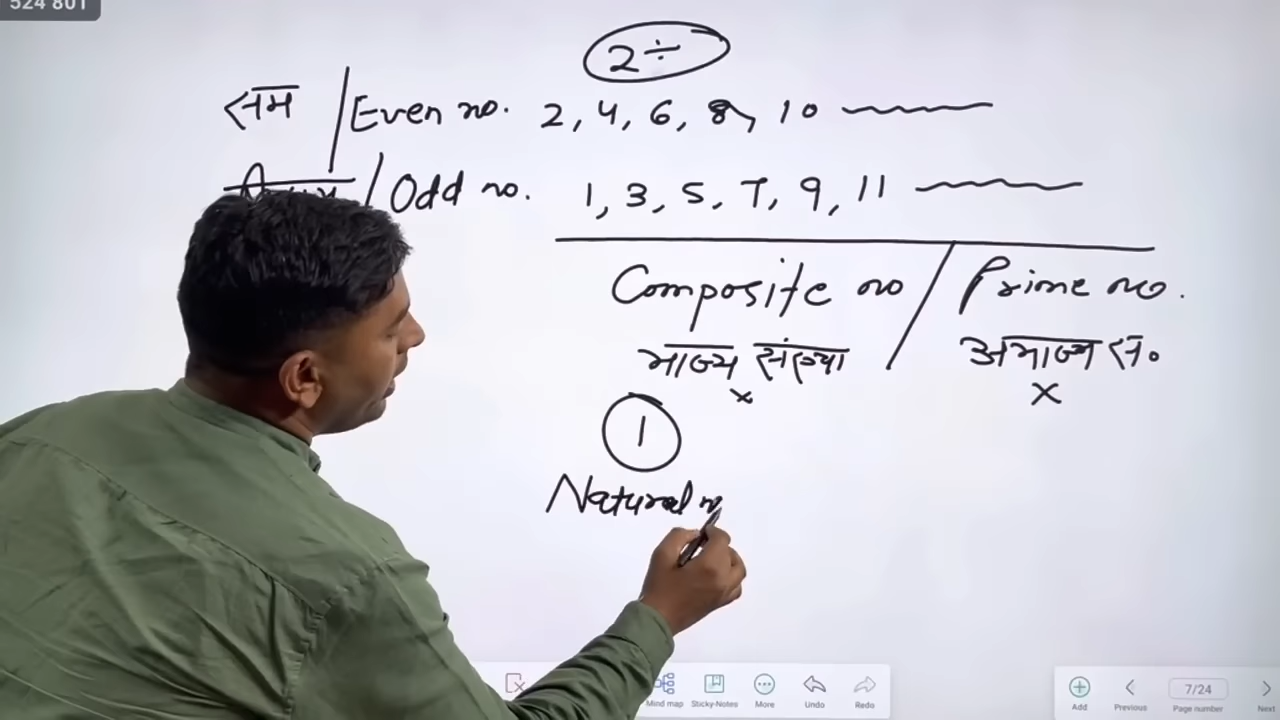 524 801
2 ÷
सम / Even no. 2, 4, 6, 8, 10
/ Odd no. 1, 3, 5, 7, 9, 11
Composite no / Prime no.
भाज्य संख्या अभाज्य सं०
x x
1
Natural n
Mind map Sticky-Notes More Undo Redo Add Previous 7/24 Page number Next